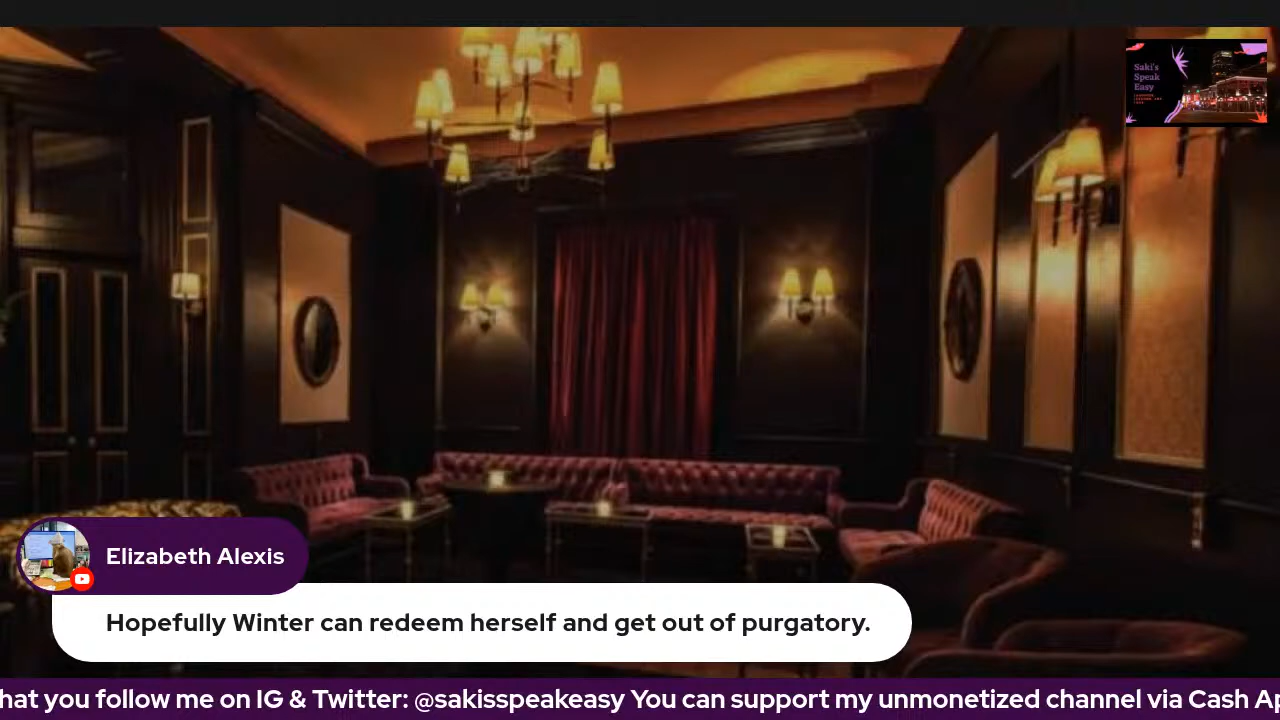 Saki's
Speak
Easy
Elizabeth Alexis
Hopefully Winter can redeem herself and get out of purgatory.
hat you follow me on IG & Twitter: @sakisspeakeasy You can support my unmonetized channel via Cash Ap